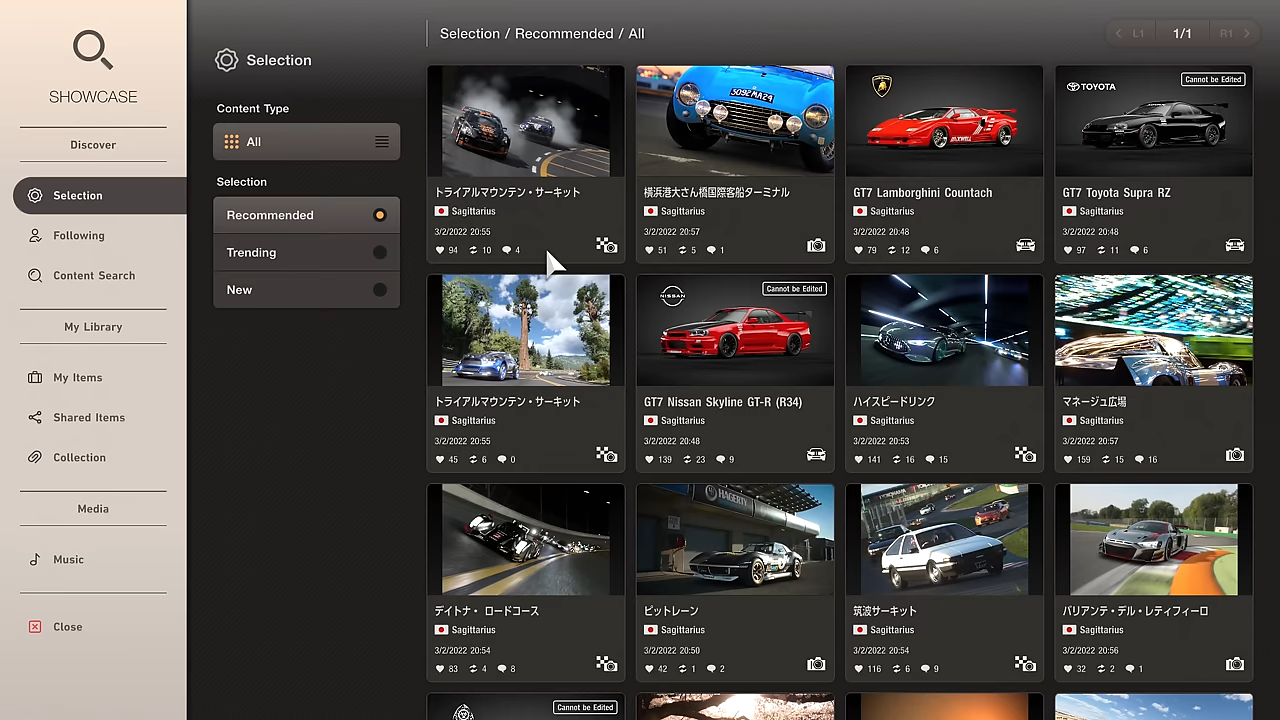 SHOWCASE
Discover
Selection
Following
Content Search
My Library
My Items
Shared Items
Collection
Media
Music
Close
Selection
Content Type
All
Selection
Recommended
Trending
New
Selection / Recommended / All
L1
1/1
R1
トライアルマウンテン・サーキット
Sagittarius
3/2/2022 20:55
94 10 4
5092 MA 24
横浜港大さん橋国際客船ターミナル
Sagittarius
3/2/2022 20:57
51 5 1
GT7 Lamborghini Countach
Sagittarius
3/2/2022 20:48
79 12 6
TOYOTA
Cannot be Edited
GT7 Toyota Supra RZ
Sagittarius
3/2/2022 20:48
97 11 6
トライアルマウンテン・サーキット
Sagittarius
3/2/2022 20:55
45 6 0
NISSAN
Cannot be Edited
GT7 Nissan Skyline GT-R (R34)
Sagittarius
3/2/2022 20:48
139 23 9
ハイスピードリンク
Sagittarius
3/2/2022 20:53
141 16 15
マネージュ広場
Sagittarius
3/2/2022 20:57
159 15 16
デイトナ・ ロードコース
Sagittarius
3/2/2022 20:54
83 4 8
HAGERTY
ピットレーン
Sagittarius
3/2/2022 20:50
42 1 2
筑波サーキット
Sagittarius
3/2/2022 20:54
116 6 9
バリアンテ・デル・レティフィーロ
Sagittarius
3/2/2022 20:56
32 2 1
Cannot be Edited